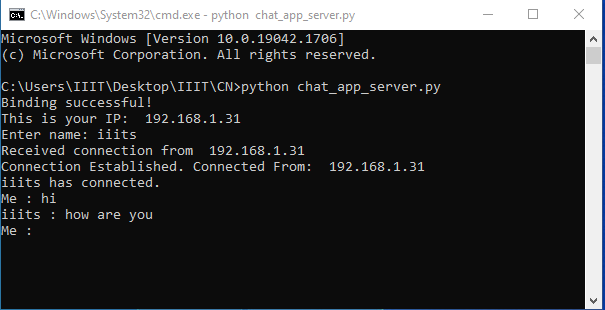 C:\Windows\System32\cmd.exe - python  chat_app_server.py
Microsoft Windows [Version 10.0.19042.1706]
(c) Microsoft Corporation. All rights reserved.
C:\Users\IIIT\Desktop\IIIT\CN>python chat_app_server.py
Binding successful!
This is your IP:  192.168.1.31
Enter name: iiits
Received connection from  192.168.1.31
Connection Established. Connected From:  192.168.1.31
iiits has connected.
Me : hi
iiits : how are you
Me :